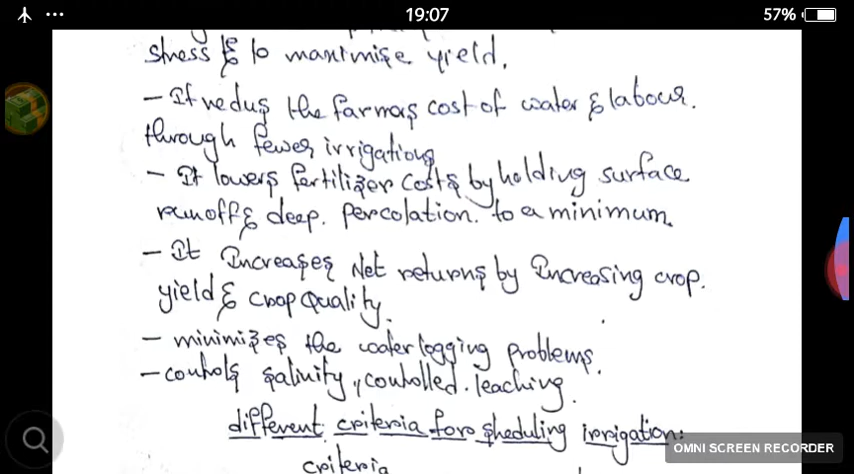 19:07
57%
stress & to maximise yield.
- It redus the farmers cost of water & labour.
through fewer irrigations
- It lowers fertilizer costs by holding surface
runoff & deep. percolation. to a minimum
- It Increases Net returns by Increasing crop.
yield & crop Quality.
- minimizes the water logging problems.
- controls salinity, controlled. leaching.
different criteria for sheduling irrigation:
criteria
OMNI SCREEN RECORDER